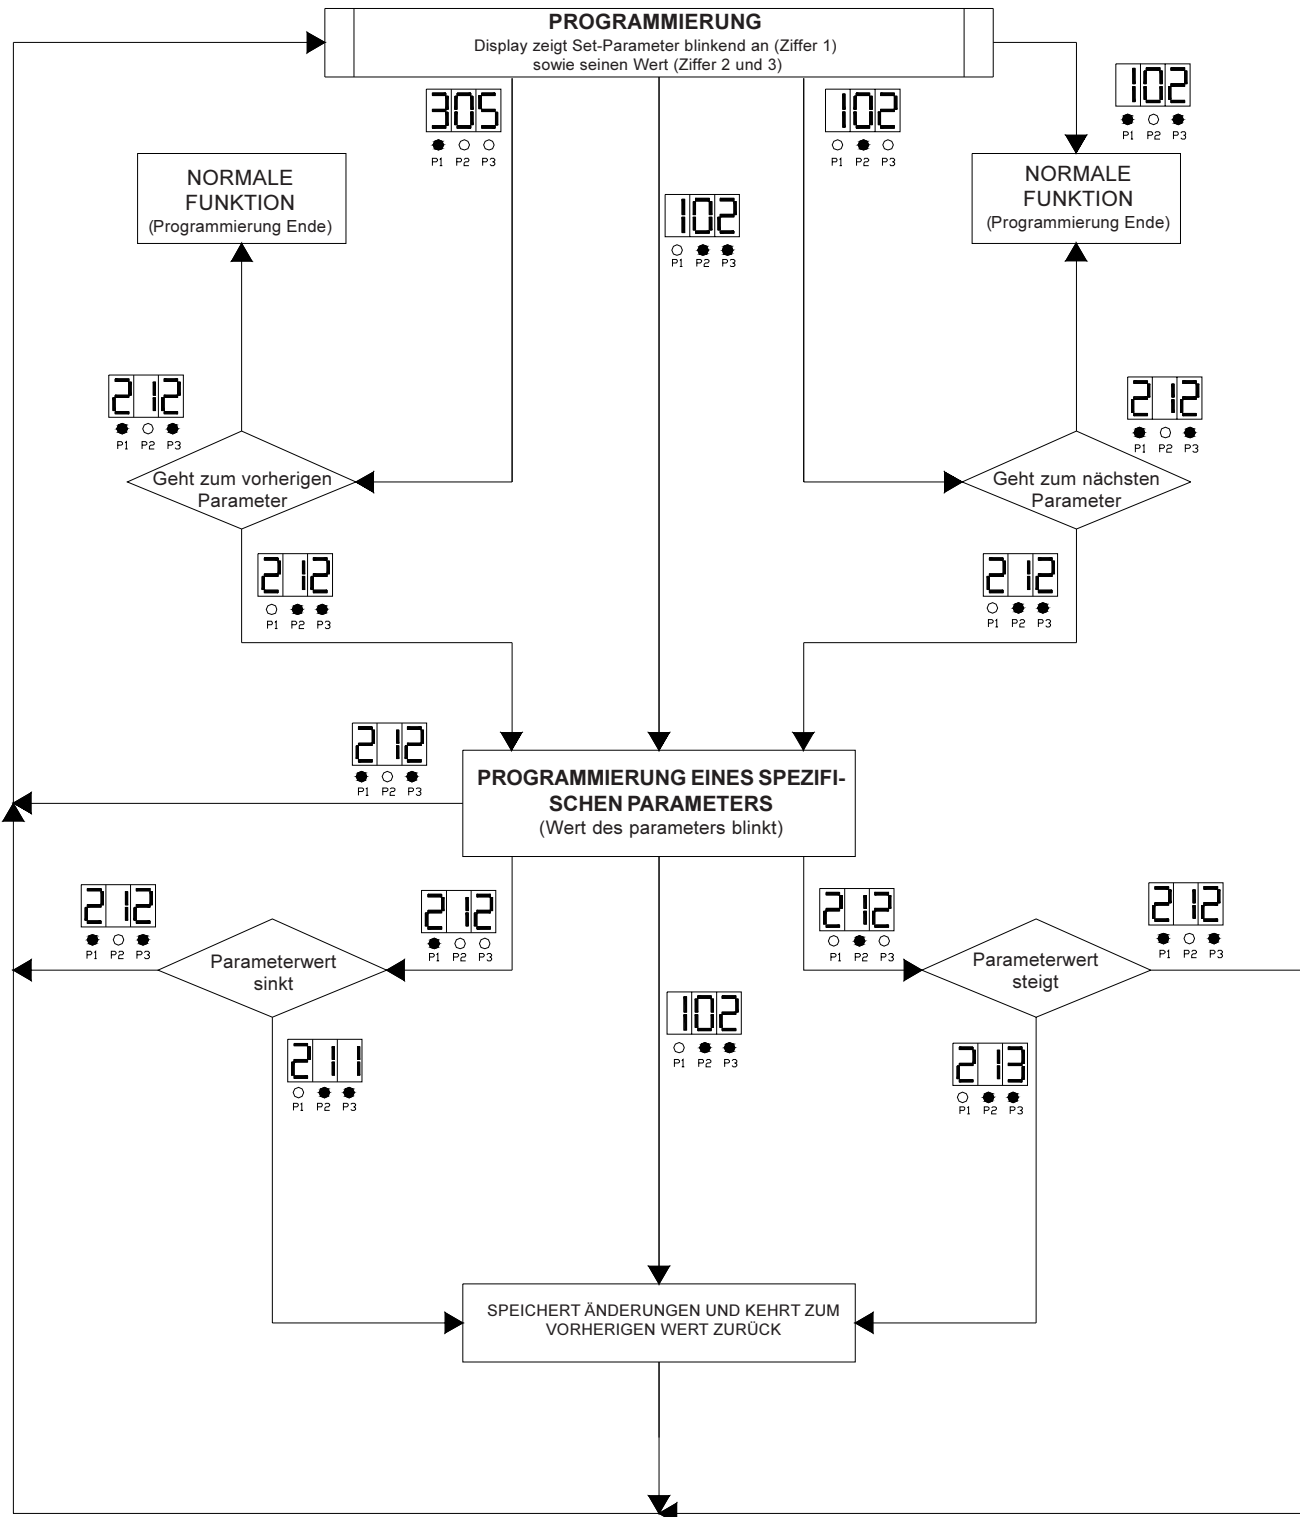 PROGRAMMIERUNG
Display zeigt Set-Parameter blinkend an (Ziffer 1)
sowie seinen Wert (Ziffer 2 und 3)
305
P1 P2 P3
102
P1 P2 P3
102
P1 P2 P3
NORMALE
FUNKTION
(Programmierung Ende)
102
P1 P2 P3
NORMALE
FUNKTION
(Programmierung Ende)
212
P1 P2 P3
212
P1 P2 P3
Geht zum vorherigen
Parameter
Geht zum nächsten
Parameter
212
P1 P2 P3
212
P1 P2 P3
212
P1 P2 P3
PROGRAMMIERUNG EINES SPEZIFI-
SCHEN PARAMETERS
(Wert des parameters blinkt)
212
P1 P2 P3
212
P1 P2 P3
212
P1 P2 P3
212
P1 P2 P3
Parameterwert
sinkt
Parameterwert
steigt
102
P1 P2 P3
211
P1 P2 P3
213
P1 P2 P3
SPEICHERT ÄNDERUNGEN UND KEHRT ZUM
VORHERIGEN WERT ZURÜCK